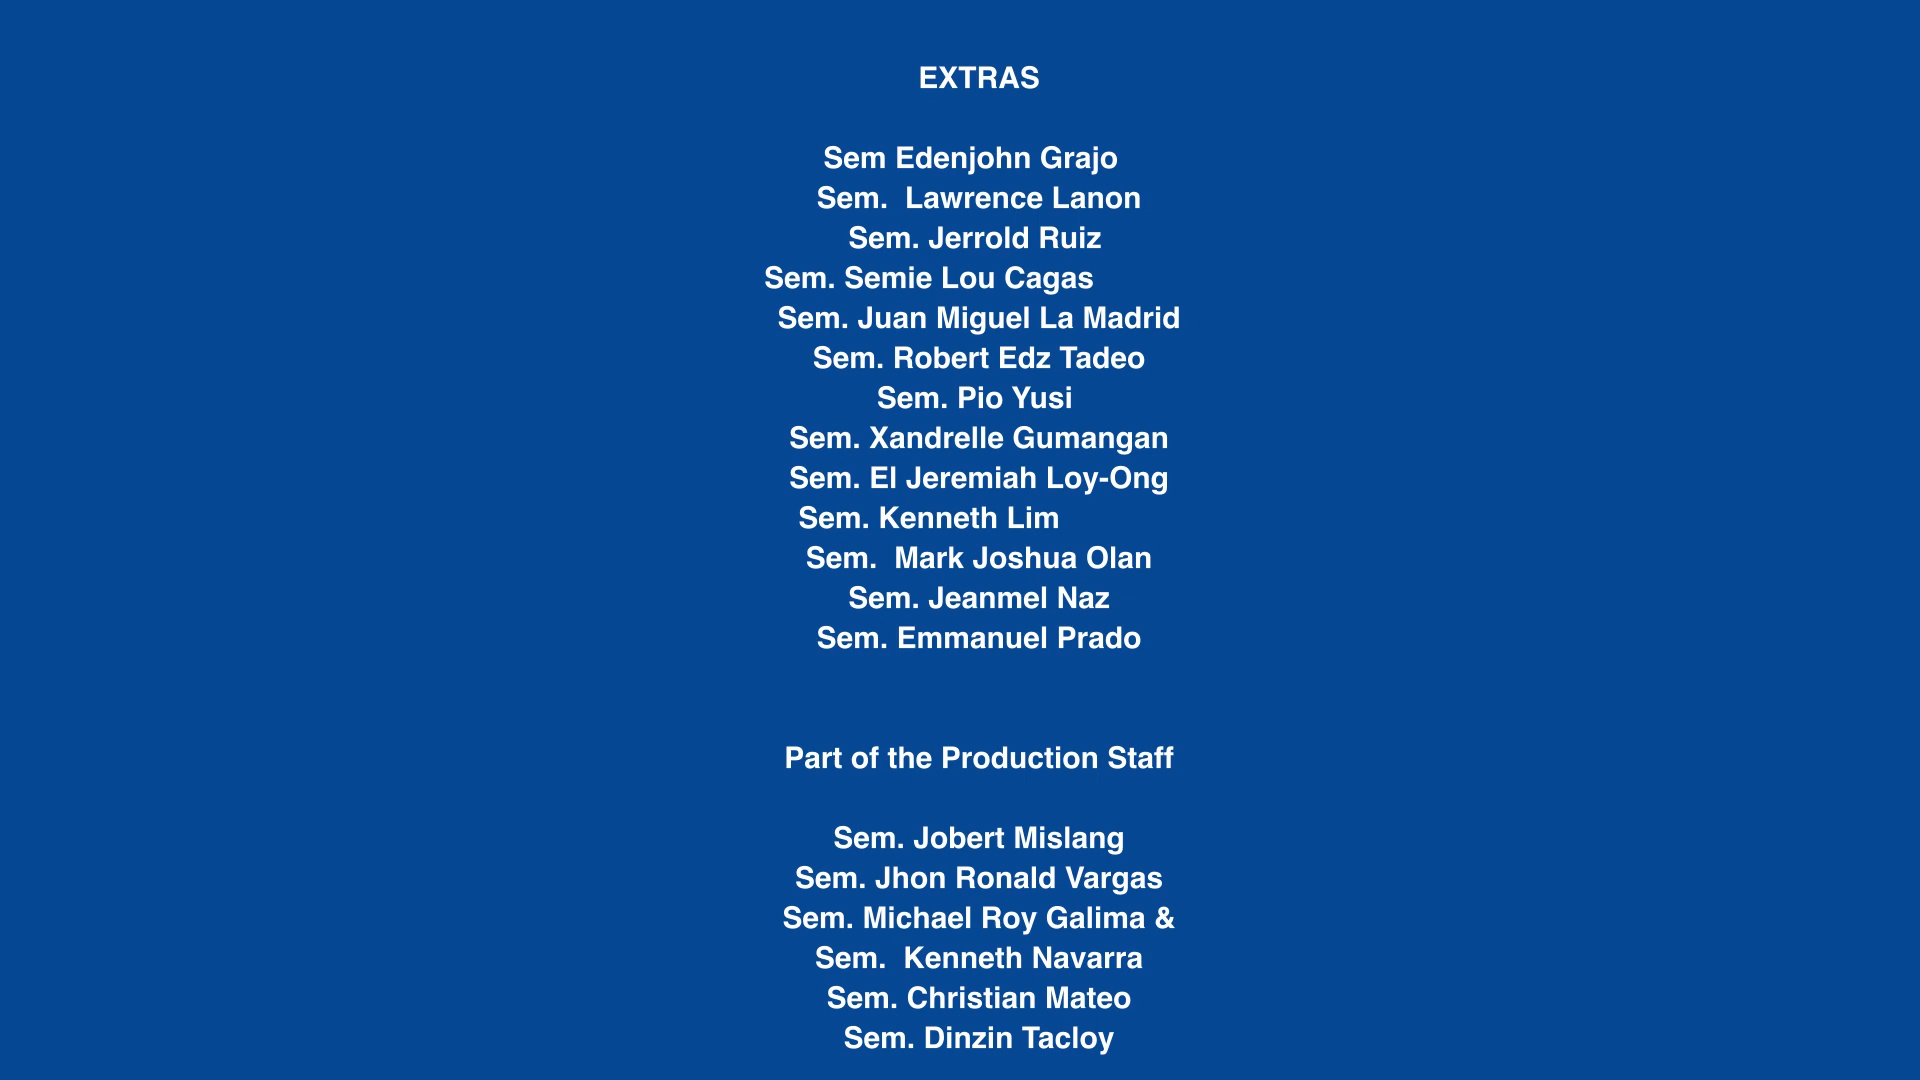 EXTRAS
Sem Edenjohn Grajo
Sem.  Lawrence Lanon
Sem. Jerrold Ruiz
Sem. Semie Lou Cagas
Sem. Juan Miguel La Madrid
Sem. Robert Edz Tadeo
Sem. Pio Yusi
Sem. Xandrelle Gumangan
Sem. El Jeremiah Loy-Ong
Sem. Kenneth Lim
Sem.  Mark Joshua Olan
Sem. Jeanmel Naz
Sem. Emmanuel Prado
Part of the Production Staff
Sem. Jobert Mislang
Sem. Jhon Ronald Vargas
Sem. Michael Roy Galima &
Sem.  Kenneth Navarra
Sem. Christian Mateo
Sem. Dinzin Tacloy